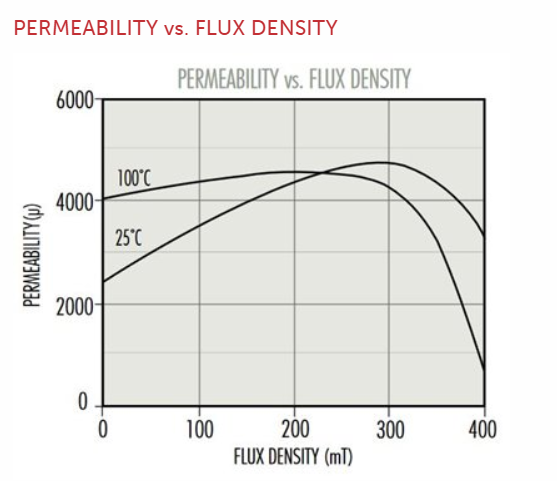 PERMEABILITY vs. FLUX DENSITY
PERMEABILITY vs. FLUX DENSITY
6000
100°C
4000
25°C
PERMEABILITY (µ)
2000
0
0 100 200 300 400
FLUX DENSITY (mT)